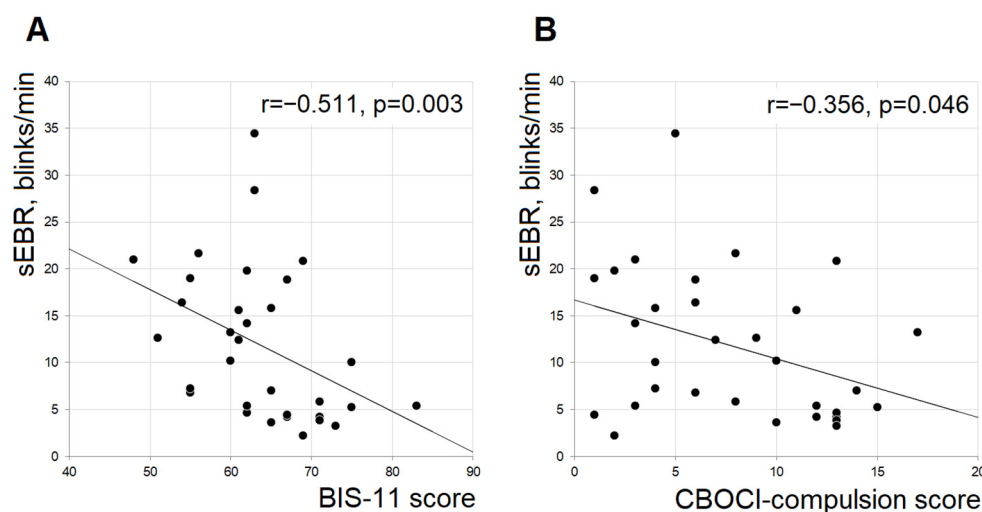 A
sEBR, blinks/min
40
35
30
25
20
15
10
5
0
r=−0.511, p=0.003
40 50 60 70 80 90
BIS-11 score
B
sEBR, blinks/min
40
35
30
25
20
15
10
5
0
r=−0.356, p=0.046
0 5 10 15 20
CBOCI-compulsion score